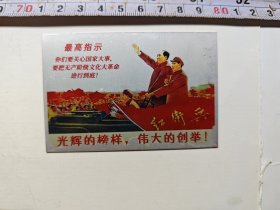 最高指示
你们要关心国家大事,
要把无产阶级文化大革命
进行到底!
红卫兵
光辉的榜样,伟大的创举!